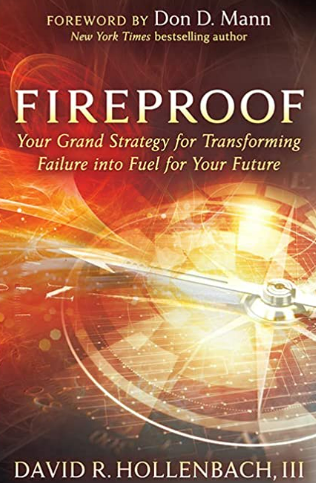 FOREWORD BY Don D. Mann
New York Times bestselling author
FIREPROOF
Your Grand Strategy for Transforming
Failure into Fuel for Your Future
DAVID R. HOLLENBACH, III